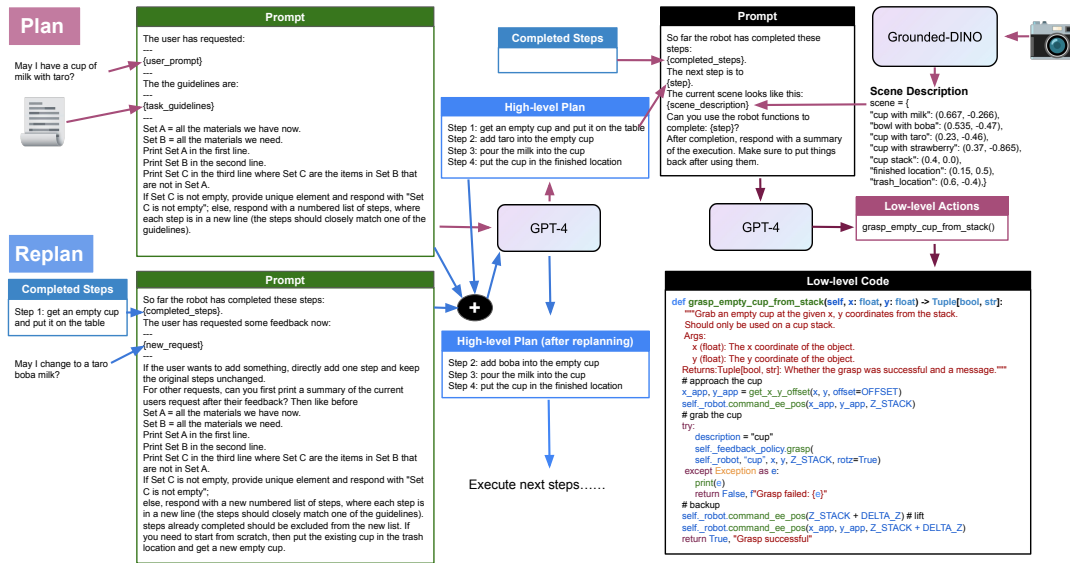 Plan
May I have a cup of
milk with taro?
Prompt
The user has requested:
---
{user_prompt}
---
The the guidelines are:
---
{task_guidelines}
---
Set A = all the materials we have now.
Set B = all the materials we need.
Print Set A in the first line.
Print Set B in the second line.
Print Set C in the third line where Set C are the items in Set B that
are not in Set A.
If Set C is not empty, provide unique element and respond with "Set
C is not empty"; else, respond with a numbered list of steps, where
each step is in a new line (the steps should closely match one of the
guidelines).
Completed Steps
High-level Plan
Step 1: get an empty cup and put it on the table
Step 2: add taro into the empty cup
Step 3: pour the milk into the cup
Step 4: put the cup in the finished location
GPT-4
Prompt
So far the robot has completed these
steps:
{completed_steps}.
The next step is to
{step}.
The current scene looks like this:
{scene_description}
Can you use the robot functions to
complete: {step}?
After completion, respond with a summary
of the execution. Make sure to put things
back after using them.
Grounded-DINO
Scene Description
scene = {
"cup with milk": (0.667, -0.266),
"bowl with boba": (0.535, -0.47),
"cup with taro": (0.23, -0.46),
"cup with strawberry": (0.37, -0.865),
"cup stack": (0.4, 0.0),
"finished location": (0.15, 0.5),
"trash_location": (0.6, -0.4),}
GPT-4
Low-level Actions
grasp_empty_cup_from_stack()
Replan
Completed Steps
Step 1: get an empty cup
and put it on the table
May I change to a taro
boba milk?
Prompt
So far the robot has completed these steps:
{completed_steps}.
The user has requested some feedback now:
---
{new_request}
---
If the user wants to add something, directly add one step and keep
the original steps unchanged.
For other requests, can you first print a summary of the current
users request after their feedback? Then like before
Set A = all the materials we have now.
Set B = all the materials we need.
Print Set A in the first line.
Print Set B in the second line.
Print Set C in the third line where Set C are the items in Set B that
are not in Set A.
If Set C is not empty, provide unique element and respond with "Set
C is not empty";
else, respond with a new numbered list of steps, where each step is
in a new line (the steps should closely match one of the guidelines).
steps already completed should be excluded from the new list. If
you need to start from scratch, then put the existing cup in the trash
location and get a new empty cup.
+
High-level Plan (after replanning)
Step 2: add boba into the empty cup
Step 3: pour the milk into the cup
Step 4: put the cup in the finished location
Execute next steps......
Low-level Code
def grasp_empty_cup_from_stack(self, x: float, y: float) -> Tuple[bool, str]:
"""Grab an empty cup at the given x, y coordinates from the stack.
Should only be used on a cup stack.
Args:
x (float): The x coordinate of the object.
y (float): The y coordinate of the object.
Returns:Tuple[bool, str]: Whether the grasp was successful and a message."""
# approach the cup
x_app, y_app = get_x_y_offset(x, y, offset=OFFSET)
self._robot.command_ee_pos(x_app, y_app, Z_STACK)
# grab the cup
try:
description = "cup"
self._feedback_policy.grasp(
self._robot, "cup", x, y, Z_STACK, rotz=True)
except Exception as e:
print(e)
return False, f"Grasp failed: {e}"
# backup
self._robot.command_ee_pos(Z_STACK + DELTA_Z) # lift
self._robot.command_ee_pos(x_app, y_app, Z_STACK + DELTA_Z)
return True, "Grasp successful"